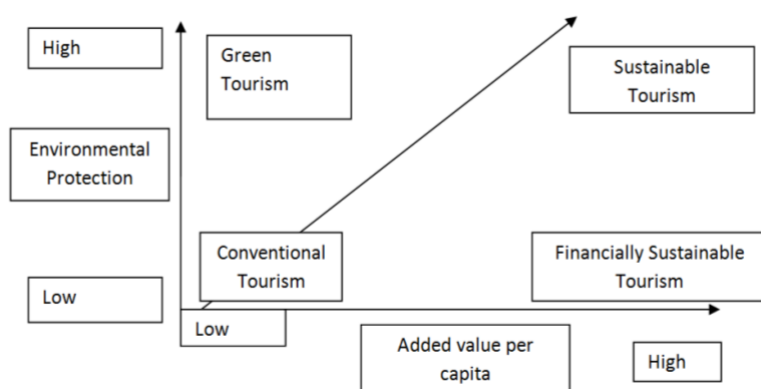 High
Green
Tourism
Sustainable
Tourism
Environmental
Protection
Conventional
Tourism
Financially Sustainable
Tourism
Low
Low
Added value per
capita
High